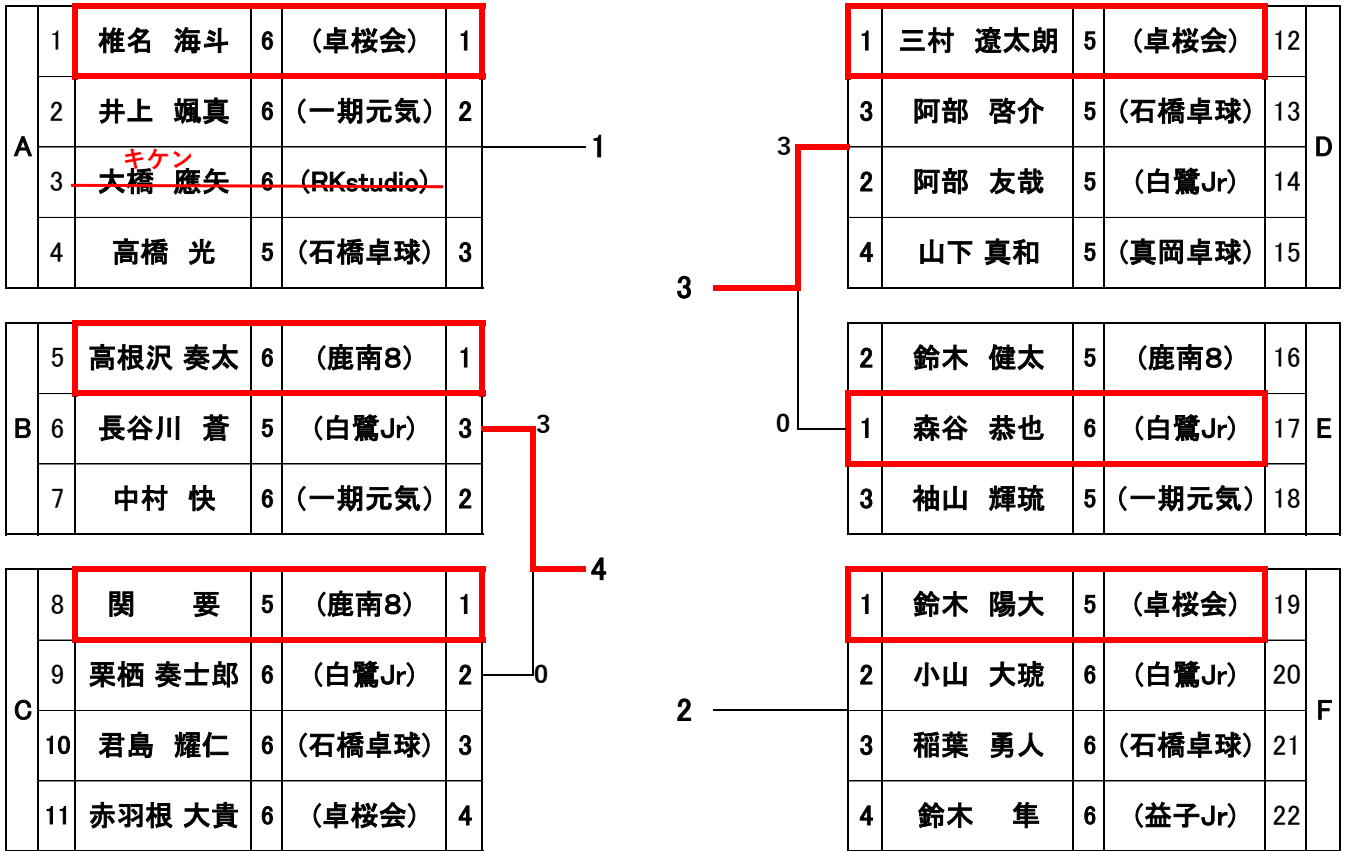 A
1 椎名 海斗 6 (卓桜会) 1
2 井上 颯真 6 (一期元気) 2
キケン
3 大橋 應矢 6 (RKstudio)
4 高橋 光 5 (石橋卓球) 3
1
B
5 高根沢 奏太 6 (鹿南8) 1
6 長谷川 蒼 5 (白鷺Jr) 3
7 中村 快 6 (一期元気) 2
3
4
0
C
8 関 要 5 (鹿南8) 1
9 栗栖 奏士郎 6 (白鷺Jr) 2
10 君島 耀仁 6 (石橋卓球) 3
11 赤羽根 大貴 6 (卓桜会) 4
3
3
0
2
1 三村 遼太朗 5 (卓桜会) 12
3 阿部 啓介 5 (石橋卓球) 13
2 阿部 友哉 5 (白鷺Jr) 14
4 山下 真和 5 (真岡卓球) 15
D
2 鈴木 健太 5 (鹿南8) 16
1 森谷 恭也 6 (白鷺Jr) 17
3 袖山 輝琉 5 (一期元気) 18
E
1 鈴木 陽大 5 (卓桜会) 19
2 小山 大琥 6 (白鷺Jr) 20
3 稲葉 勇人 6 (石橋卓球) 21
4 鈴木 隼 6 (益子Jr) 22
F